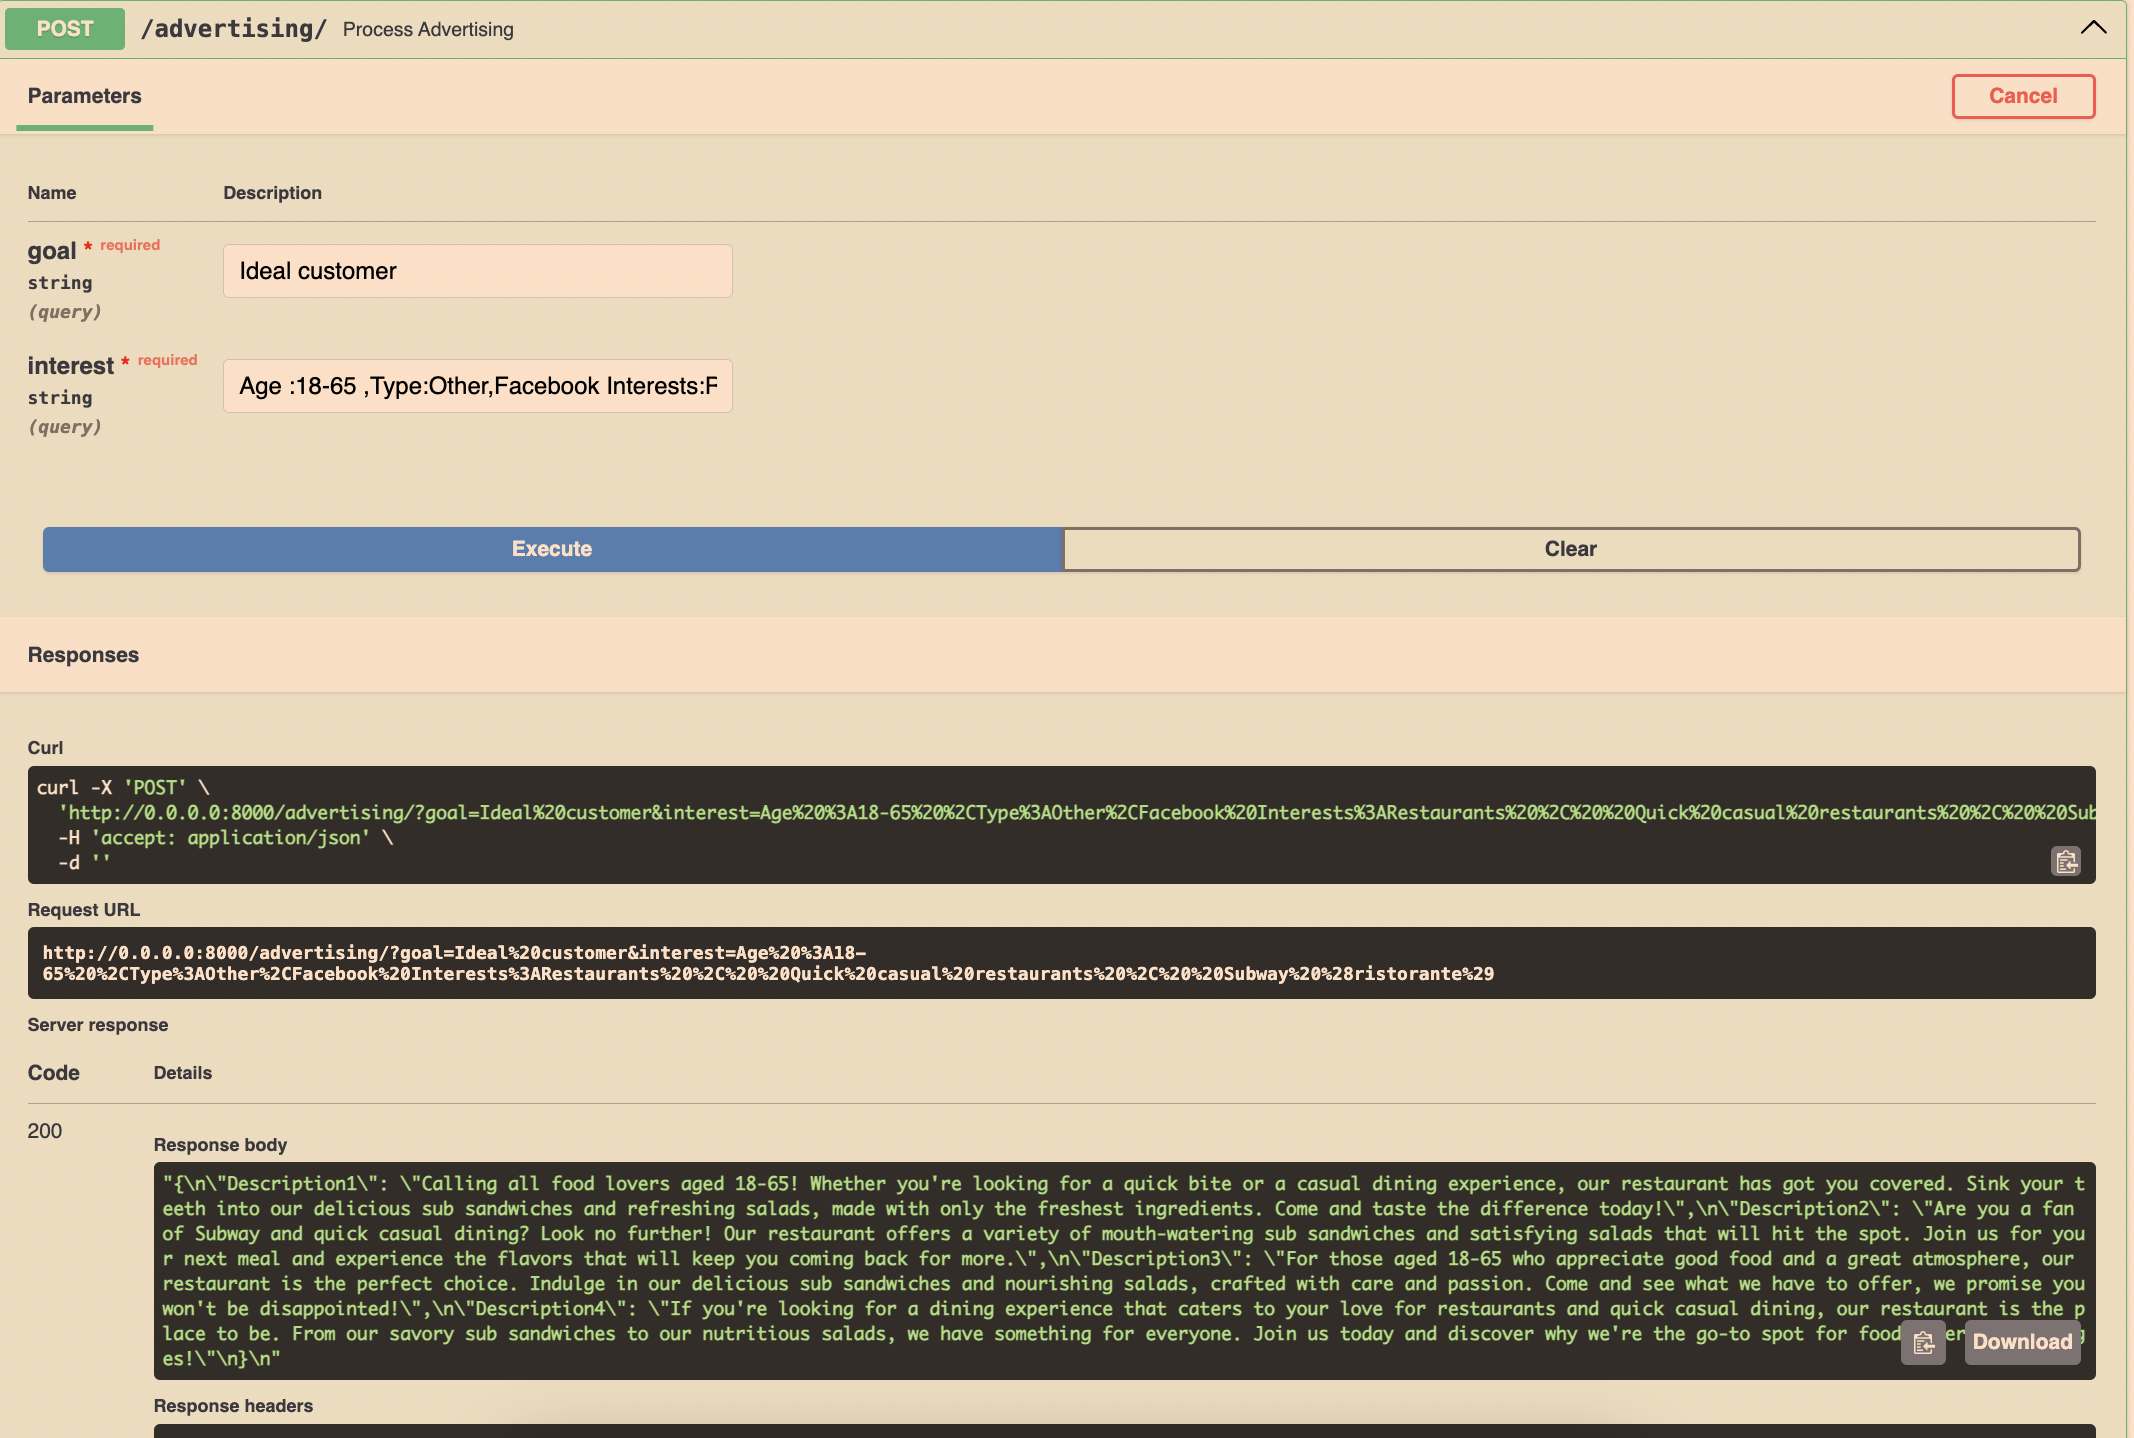 POST /advertising/ Process Advertising
Parameters
Cancel
Name Description
goal * required
string
(query)
Ideal customer
interest * required
string
(query)
Age :18-65 ,Type:Other,Facebook Interests:F
Execute
Clear
Responses
Curl
curl -X 'POST' \
'http://0.0.0.0:8000/advertising/?goal=Ideal%20customer&interest=Age%20%3A18-65%20%2CType%3AOther%2CFacebook%20Interests%3ARestaurants%20%2C%20%20Quick%20casual%20restaurants%20%2C%20%20Sub
-H 'accept: application/json' \
-d ''
Request URL
http://0.0.0.0:8000/advertising/?goal=Ideal%20customer&interest=Age%20%3A18-
65%20%2CType%3AOther%2CFacebook%20Interests%3ARestaurants%20%2C%20%20Quick%20casual%20restaurants%20%2C%20%20Subway%20%28ristorante%29
Server response
Code Details
200
Response body
"{\n\"Description1\": \"Calling all food lovers aged 18-65! Whether you're looking for a quick bite or a casual dining experience, our restaurant has got you covered. Sink your t
eeth into our delicious sub sandwiches and refreshing salads, made with only the freshest ingredients. Come and taste the difference today!\",\n\"Description2\": \"Are you a fan
of Subway and quick casual dining? Look no further! Our restaurant offers a variety of mouth-watering sub sandwiches and satisfying salads that will hit the spot. Join us for you
r next meal and experience the flavors that will keep you coming back for more.\",\n\"Description3\": \"For those aged 18-65 who appreciate good food and a great atmosphere, our
restaurant is the perfect choice. Indulge in our delicious sub sandwiches and nourishing salads, crafted with care and passion. Come and see what we have to offer, we promise you
won't be disappointed!\",\n\"Description4\": \"If you're looking for a dining experience that caters to your love for restaurants and quick casual dining, our restaurant is the p
lace to be. From our savory sub sandwiches to our nutritious salads, we have something for everyone. Join us today and discover why we're the go-to spot for food
es!\"\n}\n"
Download
Response headers